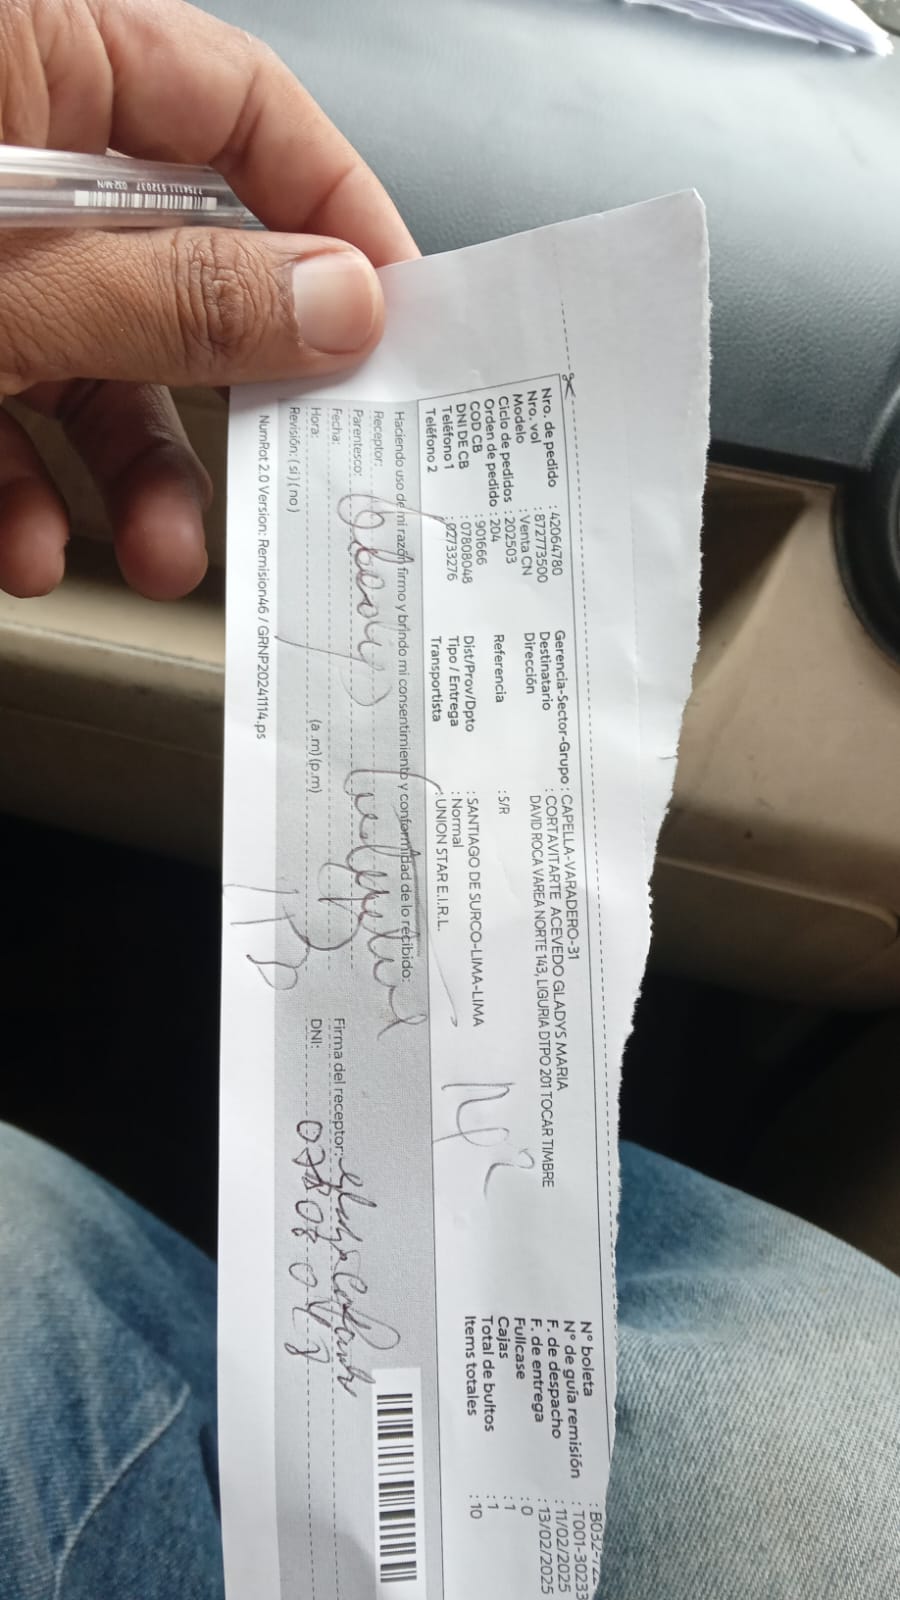 Nro. de pedido : 42064780
Nro. vol : 872773500
Modelo : Venta CN
Ciclo de pedidos : 202503
Orden de pedido : 204
COD CB : 901666
DNI DE CB : 07808048
Teléfono 1 : 02733276
Teléfono 2
Gerencia-Sector-Grupo : CAPELLA-VARADERO-31
Destinatario : CORTAVITARTE ACEVEDO GLADYS MARIA
Dirección DAVID ROCA VAREA NORTE 143, LIGURIA DTPO 201 TOCAR TIMBRE
Referencia : S/R
Dist/Prov/Dpto : SANTIAGO DE SURCO-LIMA-LIMA
Tipo / Entrega : Normal
Transportista : UNION STAR E.I.R.L.
N° boleta : B032-
N° de guía remisión : T001-30233
F. de despacho : 11/02/2025
F. de entrega : 13/02/2025
Fullcase : 0
Cajas : 1
Total de bultos : 1
Items totales : 10
Haciendo uso de mi razón firmo y brindo mi consentimiento y conformidad de lo recibido:
Receptor:
Parentesco:
Fecha:
Firma del receptor:
Hora: (a .m) (p.m)
DNI: 07808048
Revisión: ( si ) ( no )
NumRot 2.0 Version: Remision46 / GRNP20241114.ps
7754111 512037 032-M/N